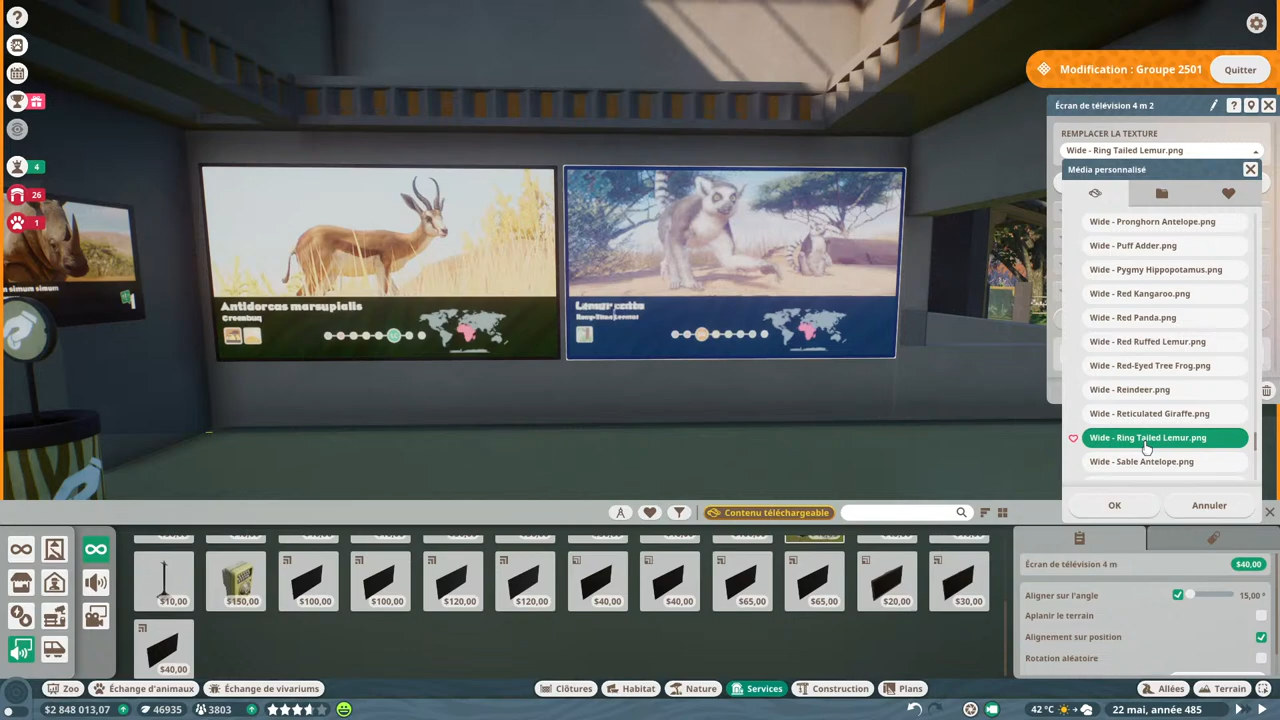 ?
Modification : Groupe 2501
Quitter
Écran de télévision 4 m 2
?
REMPLACER LA TEXTURE
Wide - Ring Tailed Lemur.png
Média personnalisé
Wide - Pronghorn Antelope.png
Wide - Puff Adder.png
Wide - Pygmy Hippopotamus.png
Wide - Red Kangaroo.png
Wide - Red Panda.png
Wide - Red Ruffed Lemur.png
Wide - Red-Eyed Tree Frog.png
Wide - Reindeer.png
Wide - Reticulated Giraffe.png
Wide - Ring Tailed Lemur.png
Wide - Sable Antelope.png
OK
Annuler
4
26
1
simum simum
Antidorcas marsupialis
Lemur catta
Contenu téléchargeable
$10,00
$150,00
$100,00
$100,00
$120,00
$120,00
$40,00
$40,00
$65,00
$65,00
$20,00
$30,00
$40,00
Écran de télévision 4 m
$40,00
Aligner sur l'angle
15,00°
Aplanir le terrain
Alignement sur position
Rotation aléatoire
Zoo
Échange d'animaux
Échange de vivariums
Clôtures
Habitat
Nature
Services
Construction
Plans
Allées
Terrain
$2 848 013,07
46935
3803
42 °C
22 mai, année 485